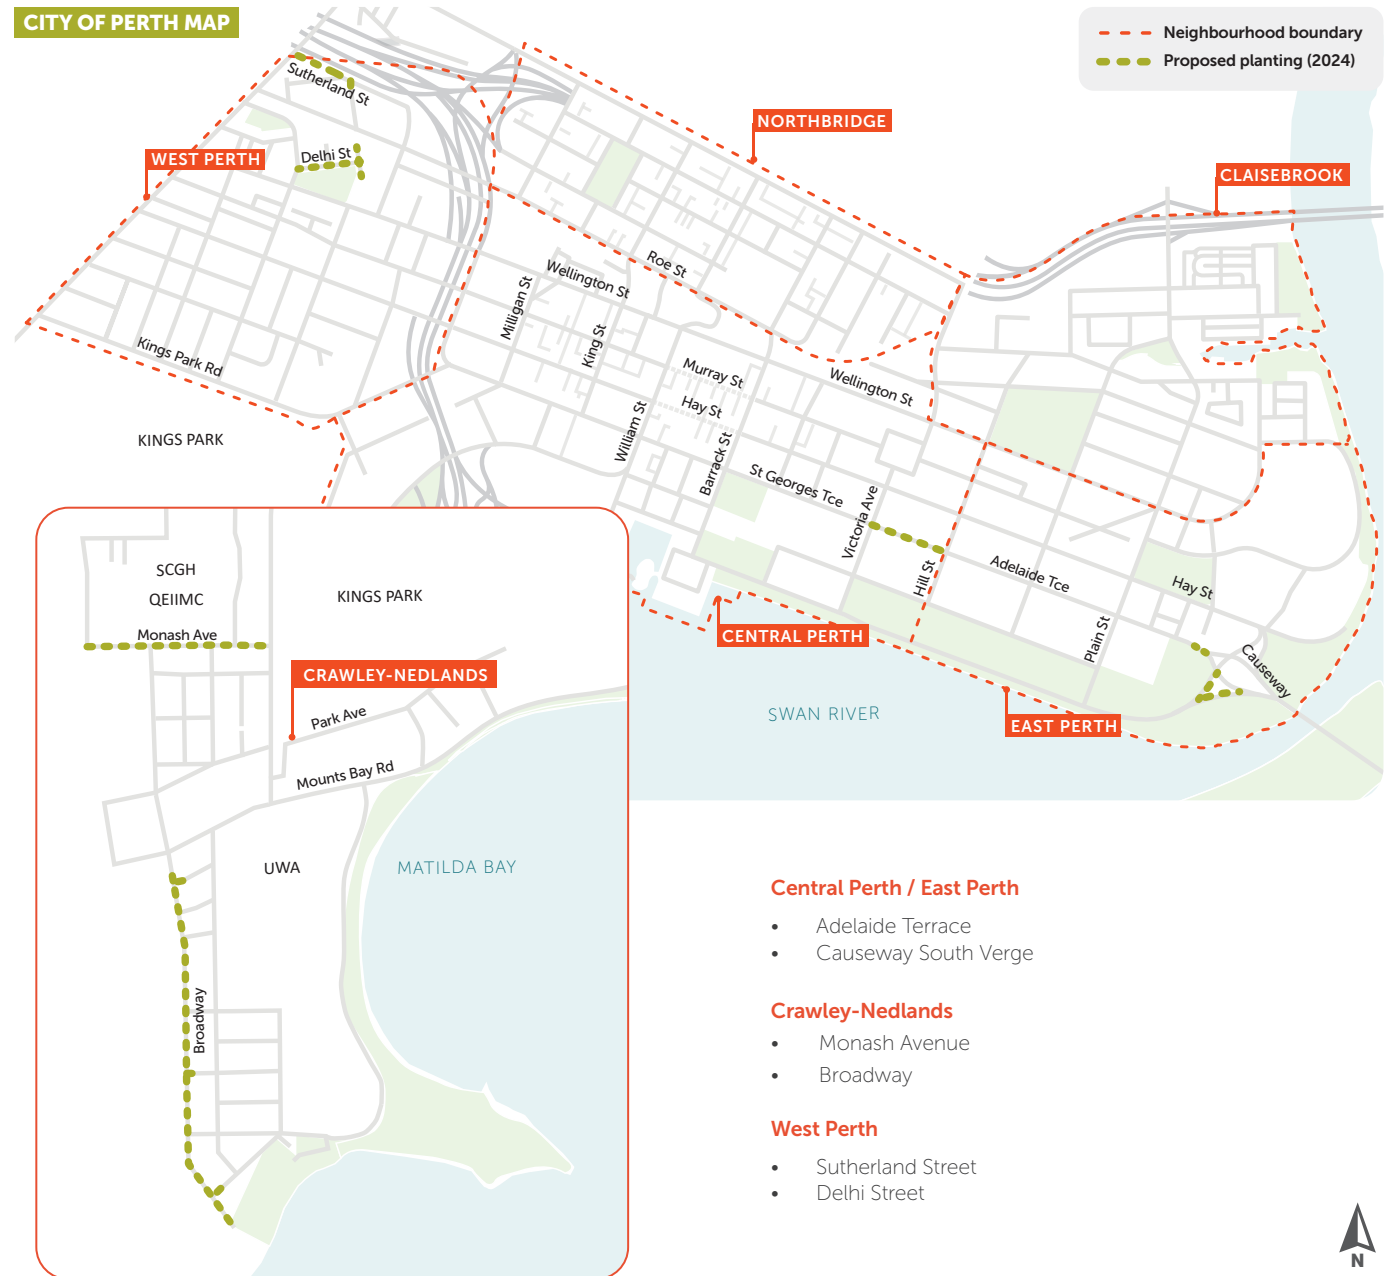 CITY OF PERTH MAP
Neighbourhood boundary
Proposed planting (2024)
Sutherland St
NORTHBRIDGE
WEST PERTH
Delhi St
CLAISEBROOK
Roe St
Wellington St
Milligan St
King St
Kings Park Rd
Murray St
Wellington St
Hay St
William St
Barrack St
KINGS PARK
St Georges Tce
Victoria Ave
Hill St
Adelaide Tce
Hay St
Plain St
Causeway
CENTRAL PERTH
SWAN RIVER
EAST PERTH
SCGH
QEIIMC
KINGS PARK
Monash Ave
CRAWLEY-NEDLANDS
Park Ave
Mounts Bay Rd
UWA
MATILDA BAY
Broadway
Central Perth / East Perth
• Adelaide Terrace
• Causeway South Verge
Crawley-Nedlands
• Monash Avenue
• Broadway
West Perth
• Sutherland Street
• Delhi Street
N